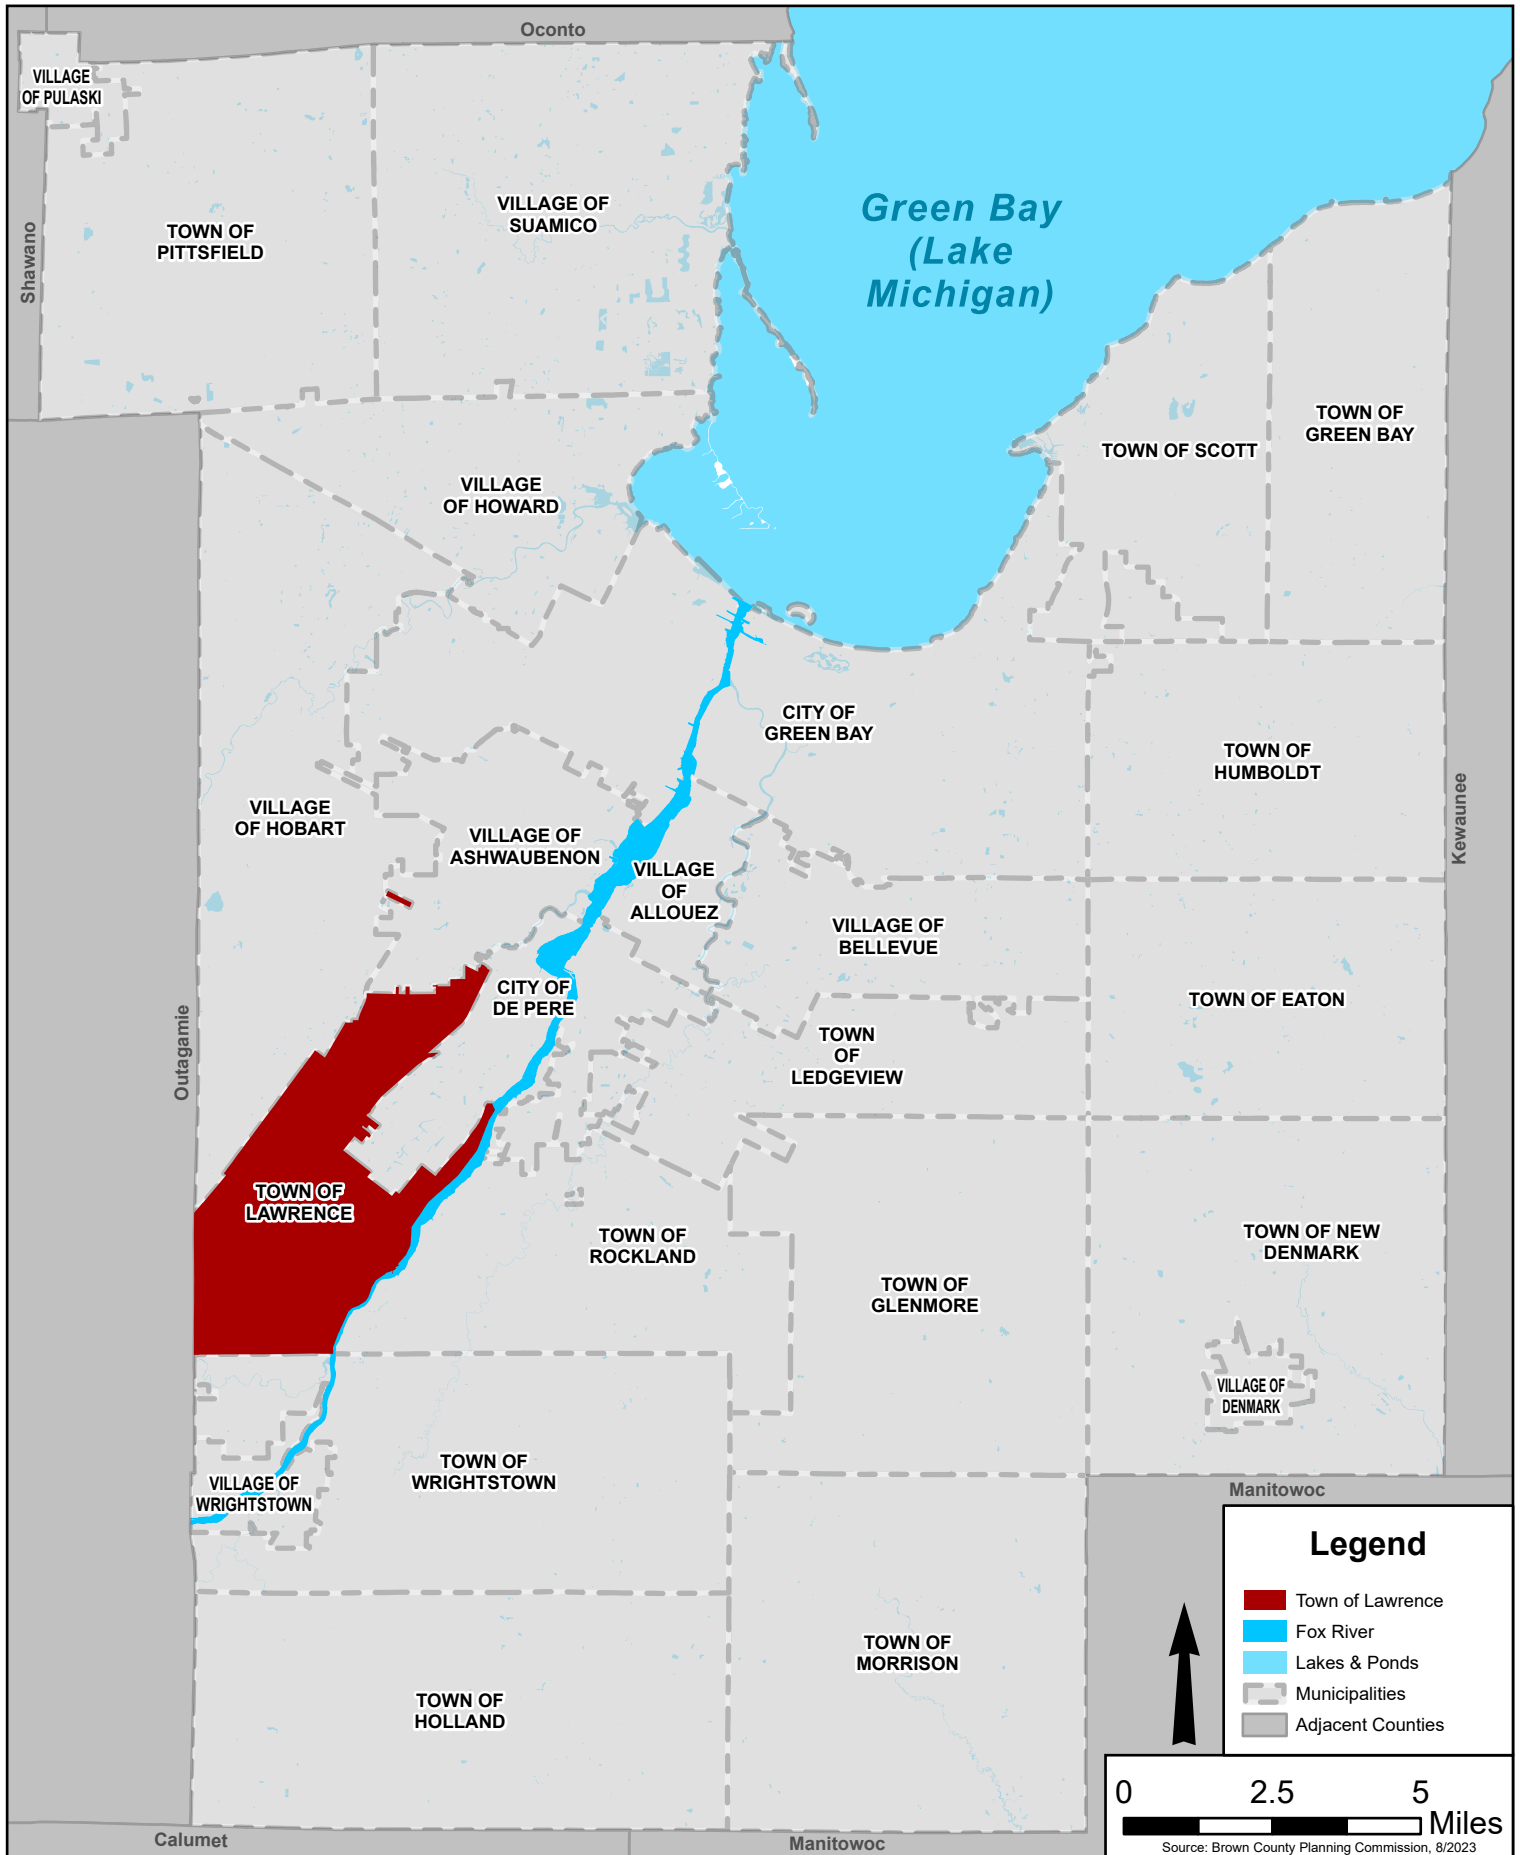 Oconto
VILLAGE
OF PULASKI
VILLAGE OF
SUAMICO
TOWN OF
PITTSFIELD
Shawano
Green Bay
(Lake
Michigan)
TOWN OF
GREEN BAY
TOWN OF SCOTT
VILLAGE
OF HOWARD
CITY OF
GREEN BAY
TOWN OF
HUMBOLDT
Kewaunee
VILLAGE
OF HOBART
VILLAGE OF
ASHWAUBENON
VILLAGE
OF
ALLOUEZ
VILLAGE OF
BELLEVUE
CITY OF
DE PERE
TOWN OF EATON
TOWN
OF
LEDGEVIEW
Outagamie
TOWN OF
LAWRENCE
TOWN OF
ROCKLAND
TOWN OF NEW
DENMARK
TOWN OF
GLENMORE
VILLAGE OF
DENMARK
TOWN OF
WRIGHTSTOWN
VILLAGE OF
WRIGHTSTOWN
Manitowoc
TOWN OF
MORRISON
TOWN OF
HOLLAND
Calumet
Manitowoc
Legend
Town of Lawrence
Fox River
Lakes & Ponds
Municipalities
Adjacent Counties
0 2.5 5
Miles
Source: Brown County Planning Commission, 8/2023